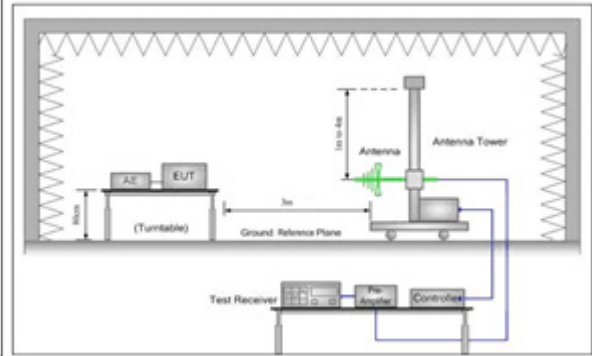 1m to 4m
Antenna
Antenna Tower
AE
EUT
80cm
3m
(Turntable)
Ground Reference Plane
Test Receiver
Pre-
Amplifier
Controller